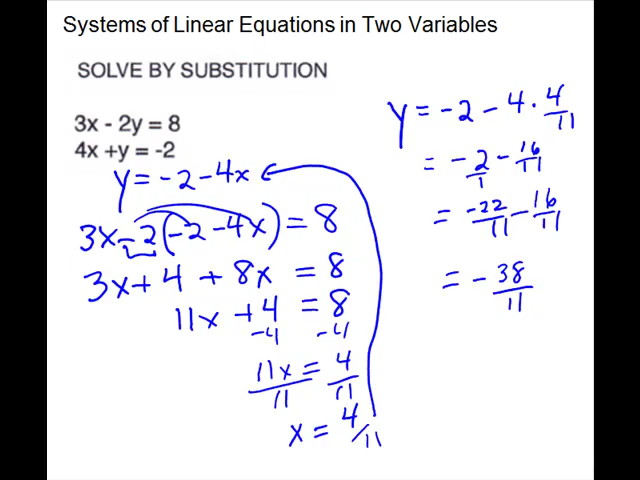 Systems of Linear Equations in Two Variables
SOLVE BY SUBSTITUTION
3x - 2y = 8
4x +y = -2
y = -2 - 4x
3x - 2(-2 - 4x) = 8
3x + 4 + 8x = 8
11x + 4 = 8
-4 -4
11x/11 = 4/11
x = 4/11
y = -2 - 4 · 4/11
= -2/1 - 16/11
= -22/11 - 16/11
= - 38/11